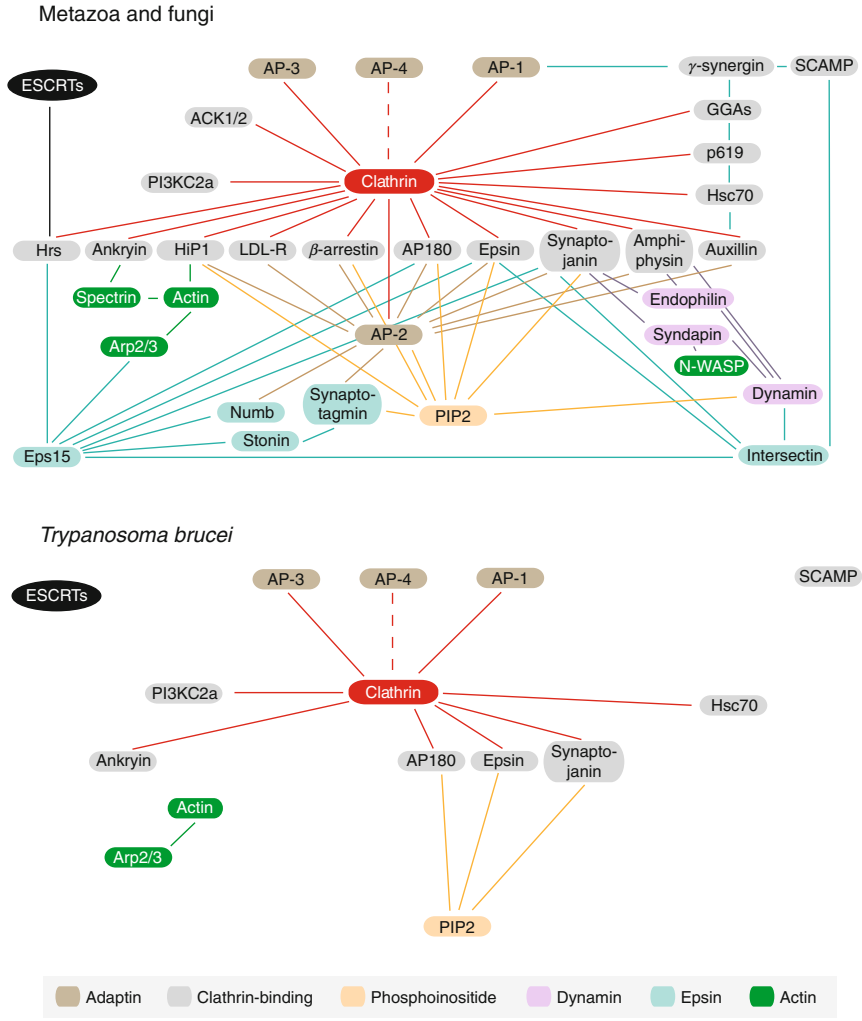 Metazoa and fungi
AP-3
AP-4
AP-1
γ-synergin
SCAMP
ESCRTs
ACK1/2
GGAs
p619
PI3KC2a
Clathrin
Hsc70
Hrs
Ankryin
HiP1
LDL-R
β-arrestin
AP180
Epsin
Synapto-
janin
Amphi-
physin
Auxillin
Spectrin
Actin
Endophilin
Arp2/3
AP-2
Syndapin
N-WASP
Numb
Synapto-
tagmin
PIP2
Dynamin
Stonin
Eps15
Intersectin
Trypanosoma brucei
AP-3
AP-4
AP-1
SCAMP
ESCRTs
PI3KC2a
Clathrin
Hsc70
Ankryin
AP180
Epsin
Synapto-
janin
Actin
Arp2/3
PIP2
Adaptin
Clathrin-binding
Phosphoinositide
Dynamin
Epsin
Actin